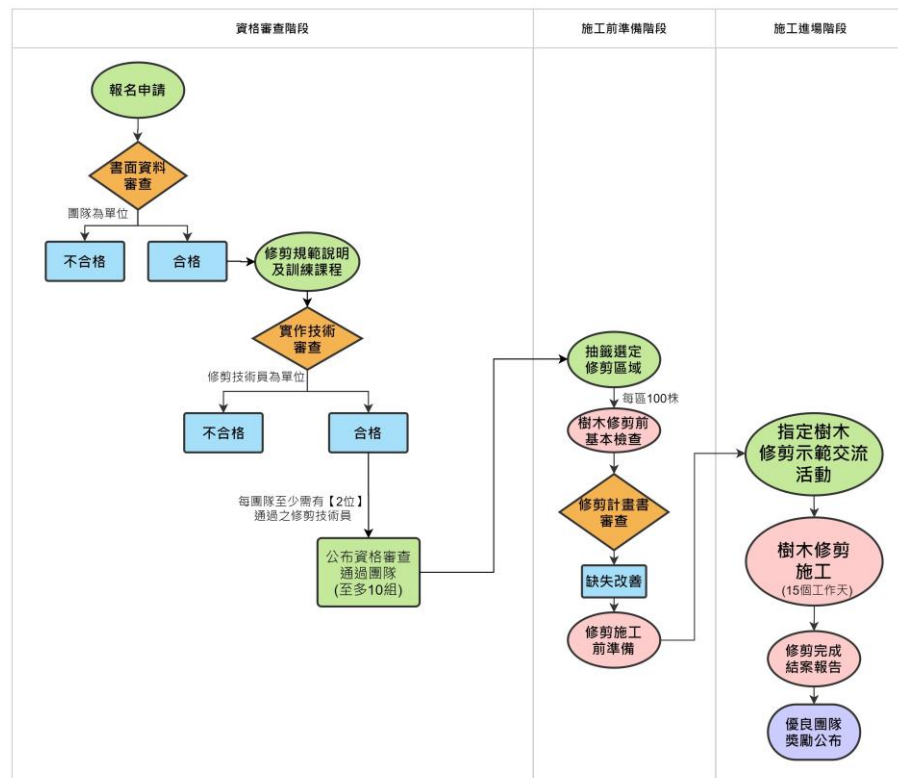 資格審查階段
施工前準備階段
施工進場階段
報名申請
書面資料
審查
團隊為單位
不合格
合格
修剪規範說明
及訓練課程
實作技術
審查
修剪技術員為單位
不合格
合格
每團隊至少需有【2位】
通過之修剪技術員
公布資格審查
通過團隊
(至多10組)
抽籤選定
修剪區域
每區100株
樹木修剪前
基本檢查
修剪計畫書
審查
缺失改善
修剪施工
前準備
指定樹木
修剪示範交流
活動
樹木修剪
施工
(15個工作天)
修剪完成
結案報告
優良團隊
獎勵公布